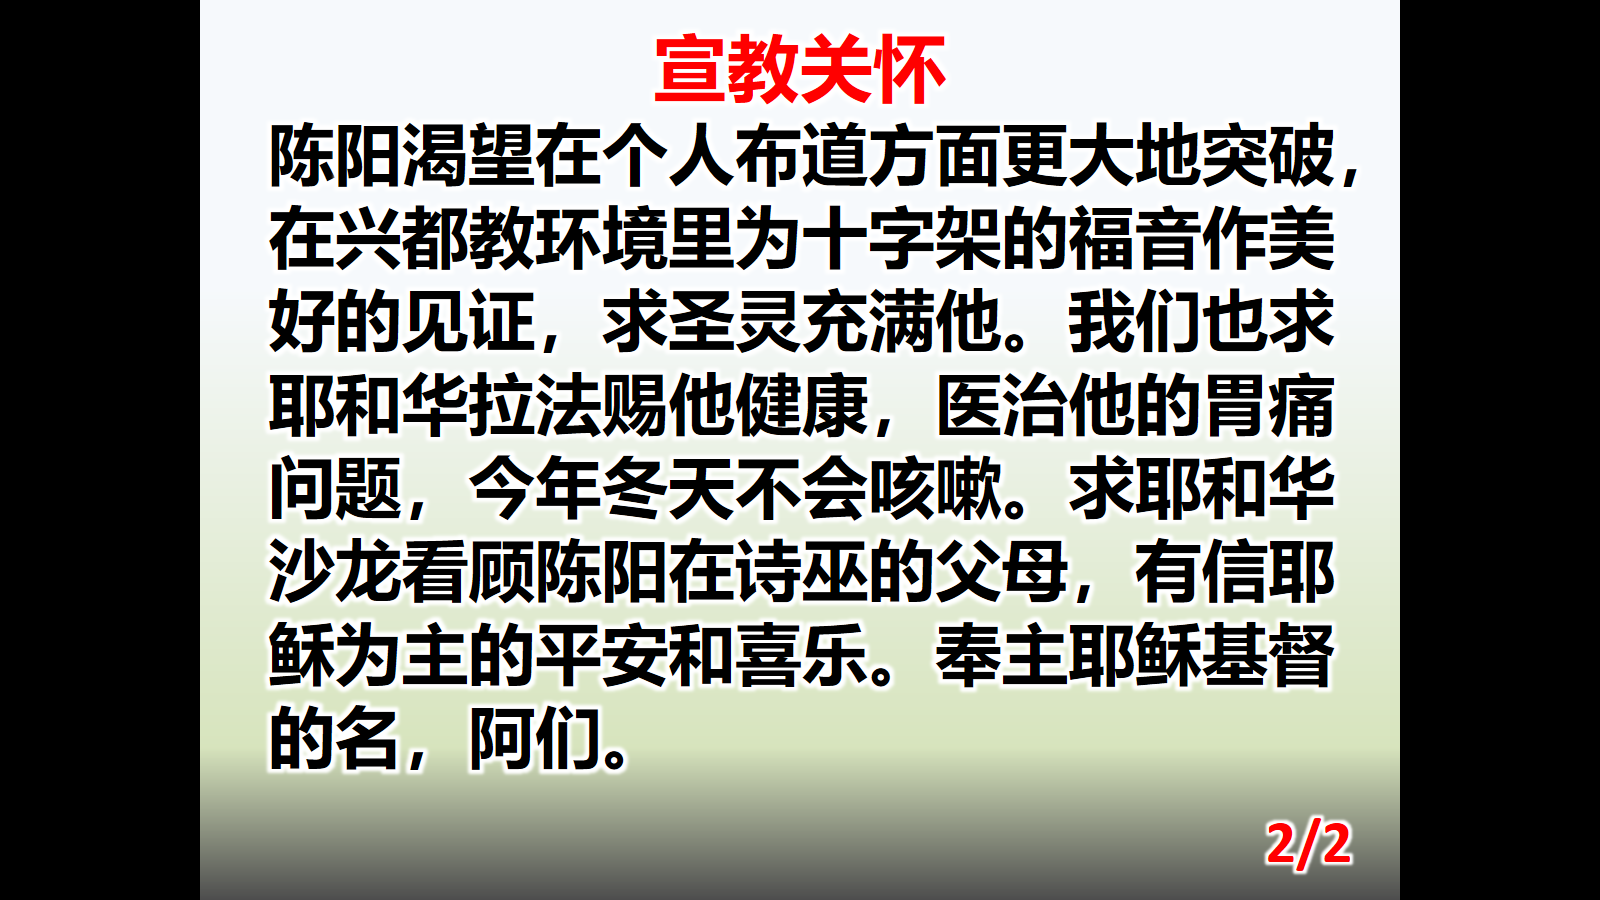 宣教关怀
陈阳渴望在个人布道方面更大地突破，
在兴都教环境里为十字架的福音作美
好的见证，求圣灵充满他。我们也求
耶和华拉法赐他健康，医治他的胃痛
问题，今年冬天不会咳嗽。求耶和华
沙龙看顾陈阳在诗巫的父母，有信耶
稣为主的平安和喜乐。奉主耶稣基督
的名，阿们。
2/2